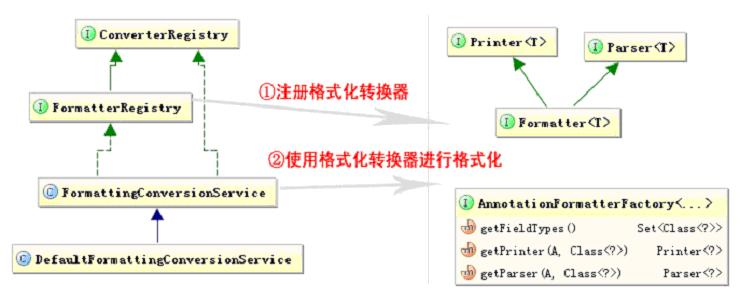 ConverterRegistry
Printer<T>
Parser<T>
①注册格式化转换器
FormatterRegistry
Formatter<T>
②使用格式化转换器进行格式化
FormattingConversionService
AnnotationFormatterFactory<...>
getFieldTypes() Set<Class<?>>
getPrinter(A, Class<?>) Printer<?>
getParser(A, Class<?>) Parser<?>
DefaultFormattingConversionService